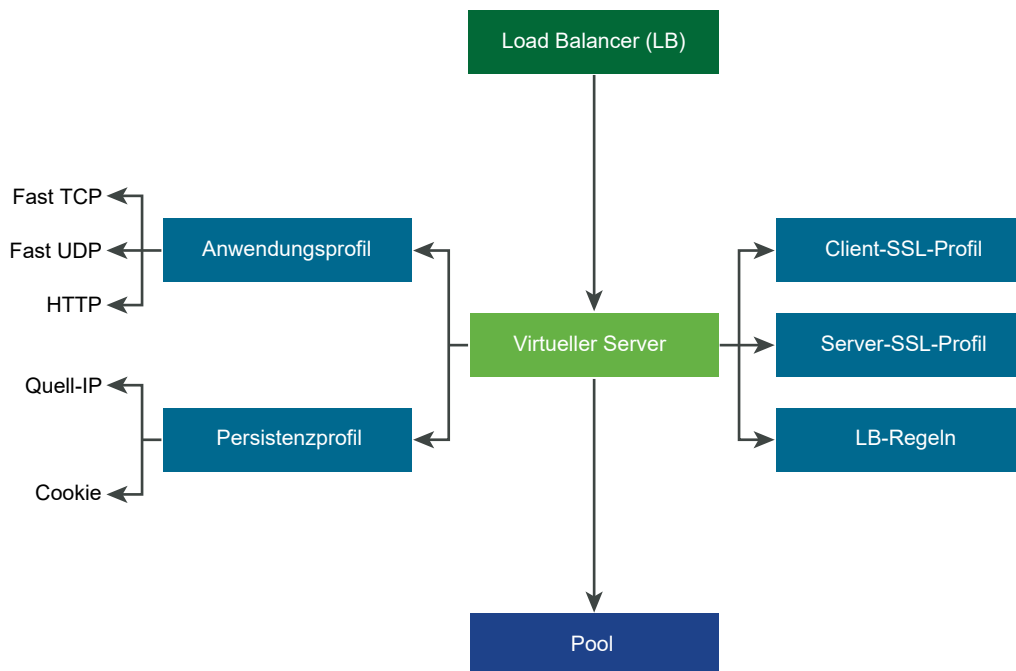 Load Balancer (LB)
Fast TCP
Fast UDP
HTTP
Anwendungsprofil
Client-SSL-Profil
Virtueller Server
Server-SSL-Profil
Quell-IP
Cookie
Persistenzprofil
LB-Regeln
Pool